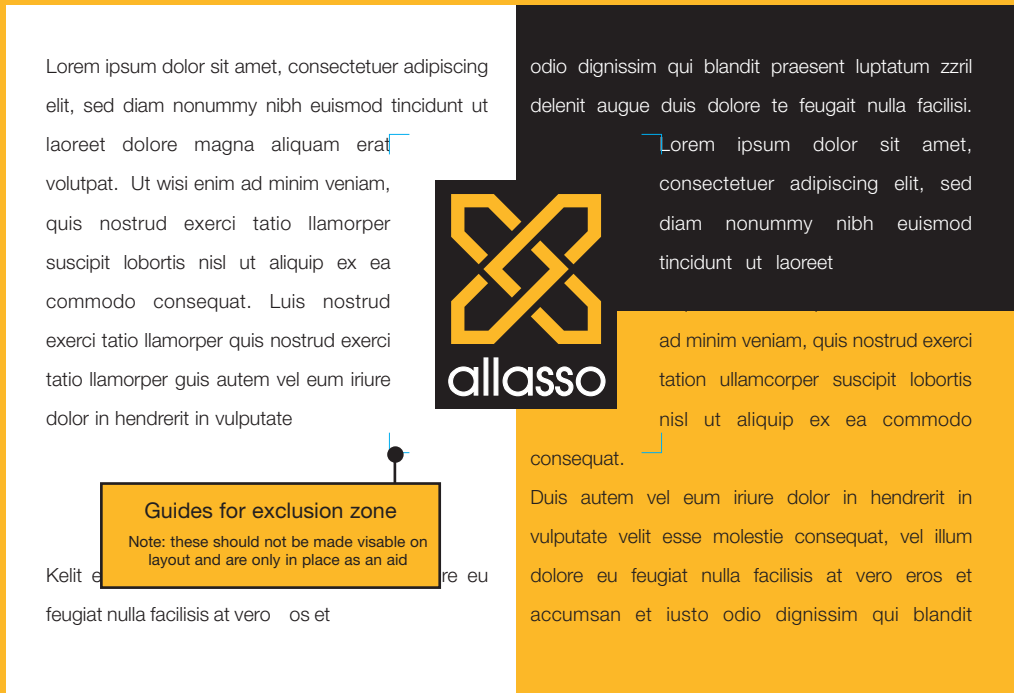 Lorem ipsum dolor sit amet, consectetuer adipiscing
elit, sed diam nonummy nibh euismod tincidunt ut
laoreet dolore magna aliquam erat
volutpat. Ut wisi enim ad minim veniam,
quis nostrud exerci tatio llamorper
suscipit lobortis nisl ut aliquip ex ea
commodo consequat. Luis nostrud
exerci tatio llamorper quis nostrud exerci
tatio llamorper guis autem vel eum iriure
dolor in hendrerit in vulputate
Guides for exclusion zone
Note: these should not be made visable on
layout and are only in place as an aid
Kelit re eu
feugiat nulla facilisis at vero os et
allasso
odio dignissim qui blandit praesent luptatum zzril
delenit augue duis dolore te feugait nulla facilisi.
Lorem ipsum dolor sit amet,
consectetuer adipiscing elit, sed
diam nonummy nibh euismod
tincidunt ut laoreet
ad minim veniam, quis nostrud exerci
tation ullamcorper suscipit lobortis
nisl ut aliquip ex ea commodo
consequat.
Duis autem vel eum iriure dolor in hendrerit in
vulputate velit esse molestie consequat, vel illum
dolore eu feugiat nulla facilisis at vero eros et
accumsan et iusto odio dignissim qui blandit